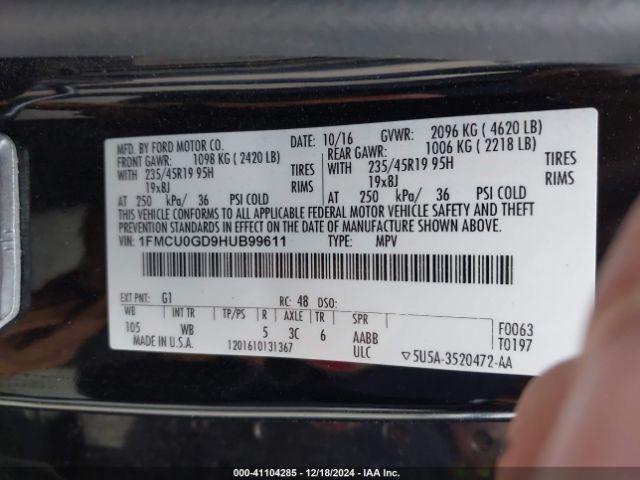 MFD. BY FORD MOTOR CO. DATE: 10/16 GVWR: 2096 KG ( 4620 LB)
FRONT GAWR: 1098 KG ( 2420 LB) REAR GAWR: 1006 KG ( 2218 LB)
WITH 235/45R19 95H TIRES WITH 235/45R19 95H TIRES
19x8J RIMS 19x8J RIMS
AT 250 kPa/ 36 PSI COLD AT 250 kPa/ 36 PSI COLD
THIS VEHICLE CONFORMS TO ALL APPLICABLE FEDERAL MOTOR VEHICLE SAFETY AND THEFT
PREVENTION STANDARDS IN EFFECT ON THE DATE OF MANUFACTURE SHOWN ABOVE.
VIN: 1FMCU0GD9HUB99611 TYPE: MPV
EXT PNT: G1 RC: 48 DSO:
WB INT TR TP/PS R AXLE TR SPR F0063
105 WB 5 3C 6 AABB T0197
MADE IN U.S.A. 1201610131367 ULC ▽5U5A-3520472-AA
000-41104285 - 12/18/2024 - IAA Inc.